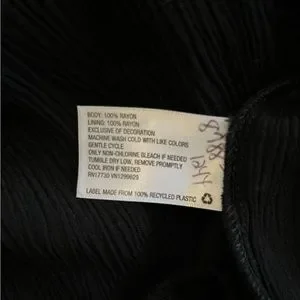 BODY: 100% RAYON
LINING: 100% RAYON
EXCLUSIVE OF DECORATION
MACHINE WASH COLD WITH LIKE COLORS
GENTLE CYCLE
ONLY NON-CHLORINE BLEACH IF NEEDED
TUMBLE DRY LOW, REMOVE PROMPTLY
COOL IRON IF NEEDED
RN17730 VN1299629
LABEL MADE FROM 100% RECYCLED PLASTIC